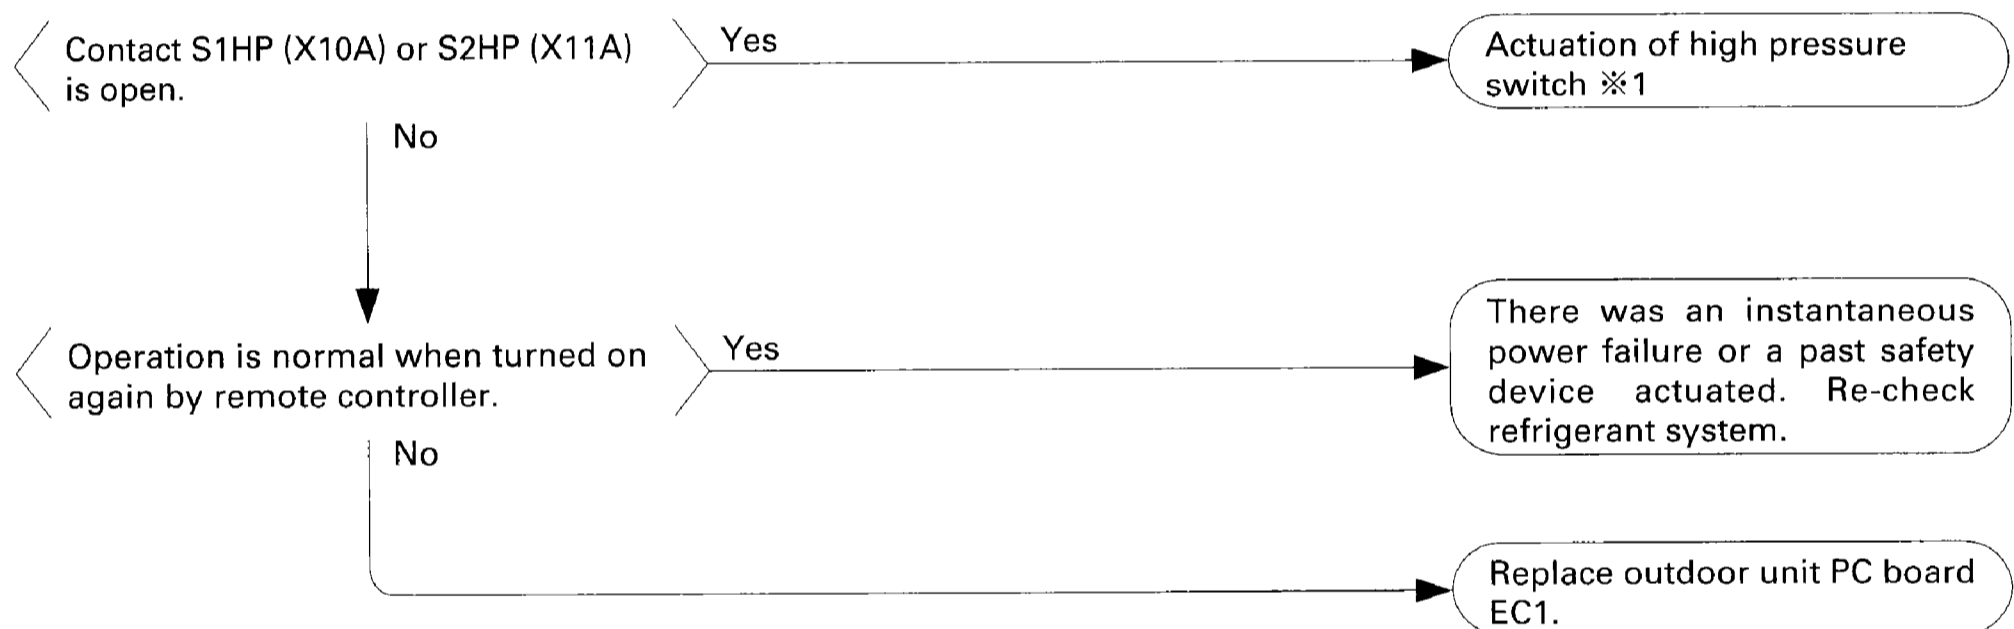 Contact S1HP (X10A) or S2HP (X11A)
is open.
Yes
Actuation of high pressure
switch ※1
No
Operation is normal when turned on
again by remote controller.
Yes
There was an instantaneous
power failure or a past safety
device actuated. Re-check
refrigerant system.
No
Replace outdoor unit PC board
EC1.